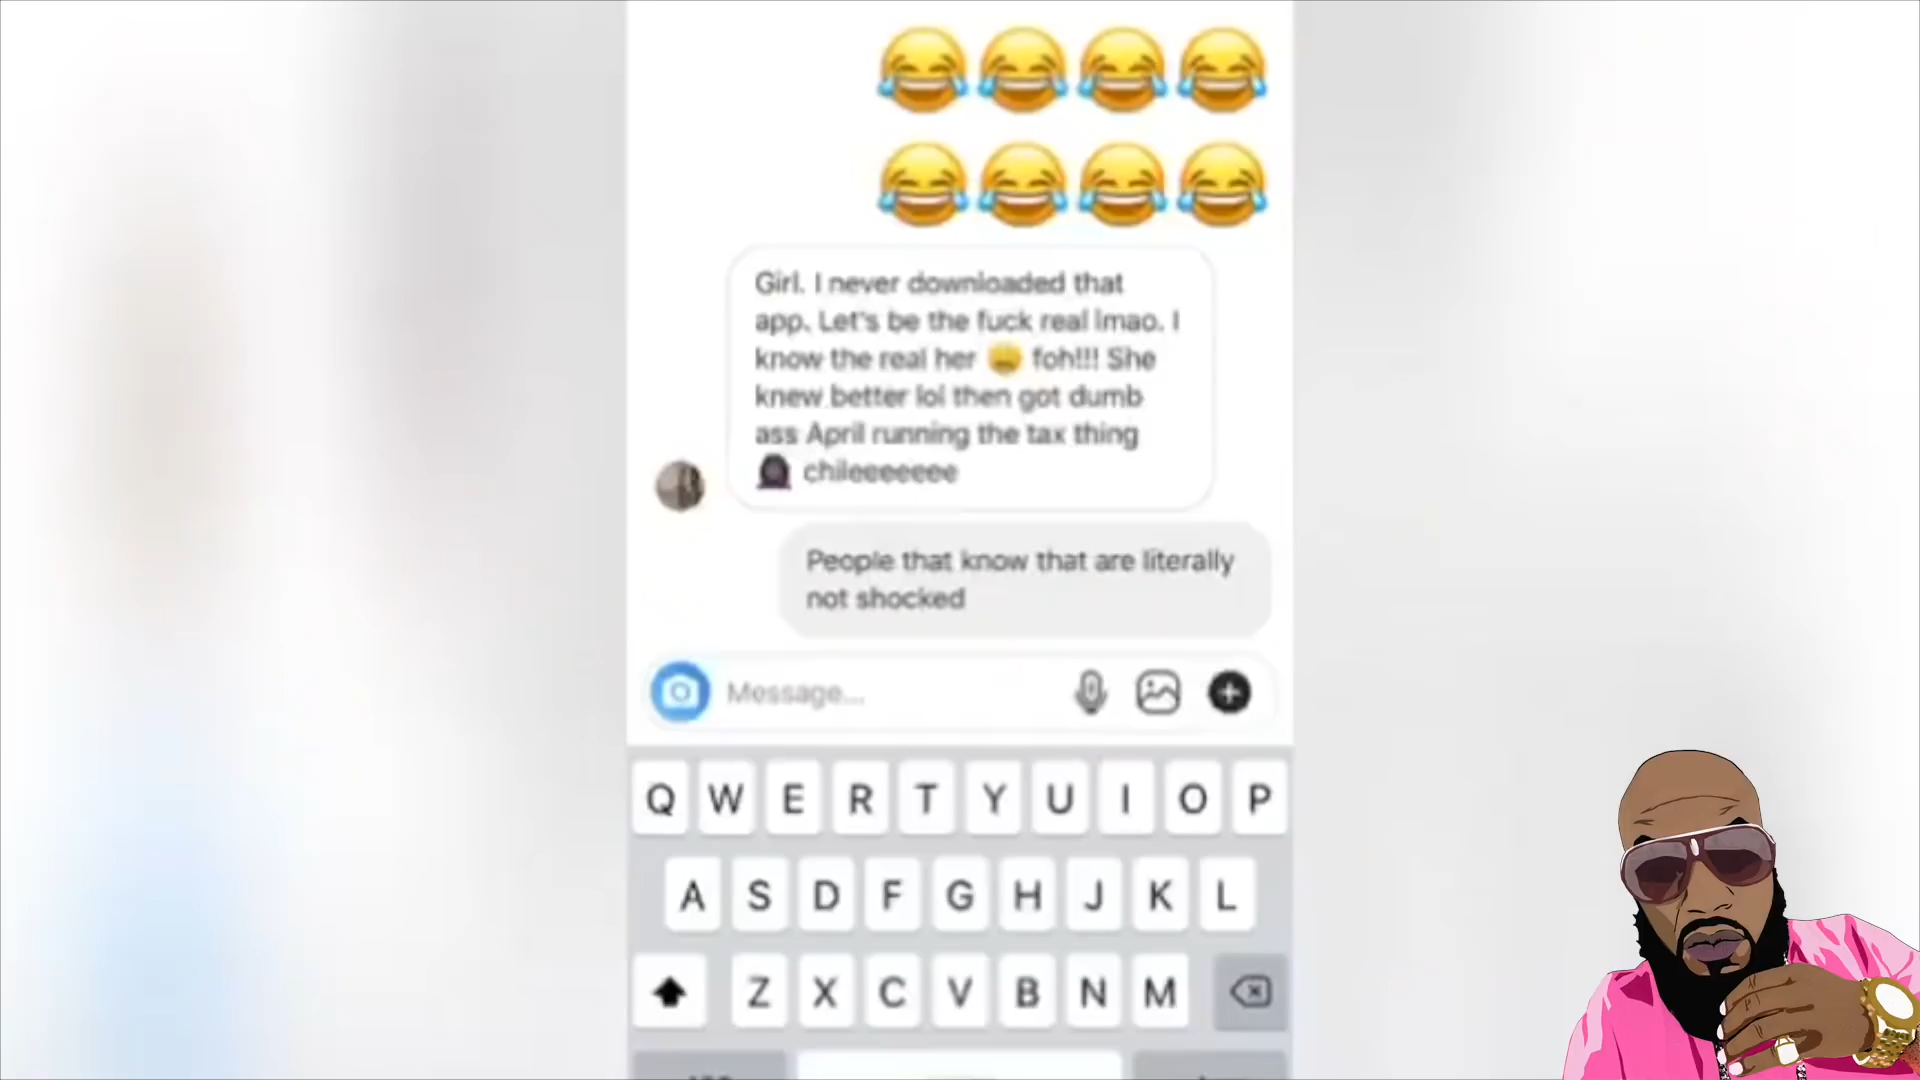 😂😂😂😂
😂😂😂😂
Girl. I never downloaded that
app. Let's be the fuck real lmao. I
know the real her 😄 foh!!! She
knew better lol then got dumb
ass April running the tax thing
chileeeeeee
People that know that are literally
not shocked
Message...
Q W E R T Y U I O P
A S D F G H J K L
Z X C V B N M